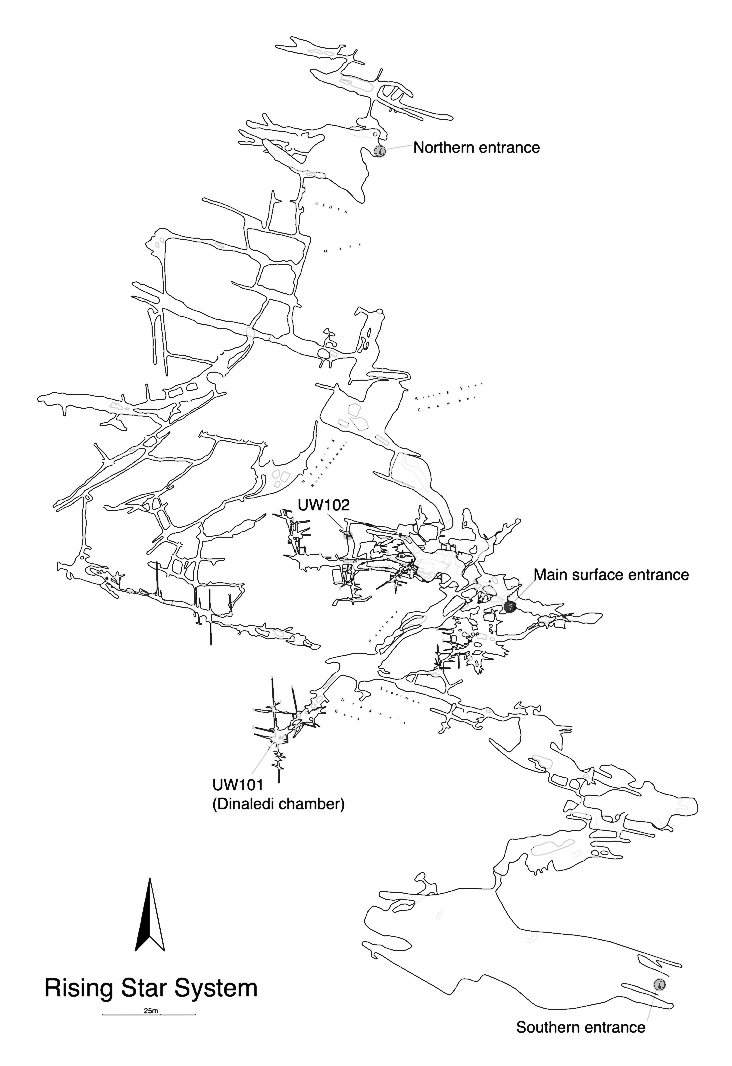 Northern entrance
UW102
Main surface entrance
UW101
(Dinaledi chamber)
Rising Star System
25m
Southern entrance